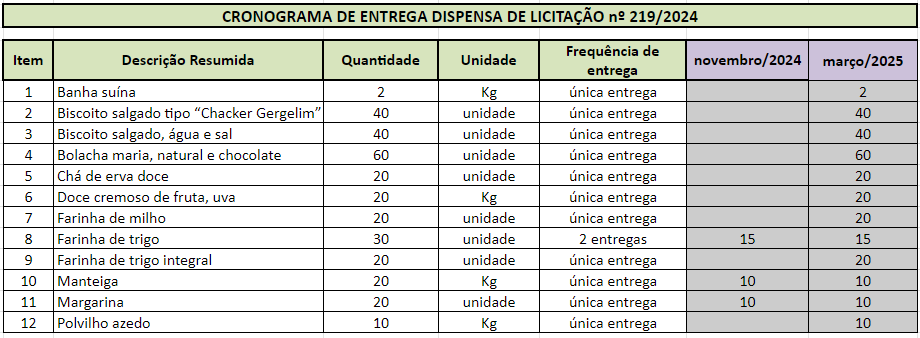 CRONOGRAMA DE ENTREGA DISPENSA DE LICITAÇÃO nº 219/2024
Item Descrição Resumida Quantidade Unidade Frequência de entrega novembro/2024 março/2025
1 Banha suína 2 Kg única entrega 2
2 Biscoito salgado tipo “Chacker Gergelim” 40 unidade única entrega 40
3 Biscoito salgado, água e sal 40 unidade única entrega 40
4 Bolacha maria, natural e chocolate 60 unidade única entrega 60
5 Chá de erva doce 20 unidade única entrega 20
6 Doce cremoso de fruta, uva 20 Kg única entrega 20
7 Farinha de milho 20 unidade única entrega 20
8 Farinha de trigo 30 unidade 2 entregas 15 15
9 Farinha de trigo integral 20 unidade única entrega 20
10 Manteiga 20 Kg única entrega 10 10
11 Margarina 20 unidade única entrega 10 10
12 Polvilho azedo 10 Kg única entrega 10